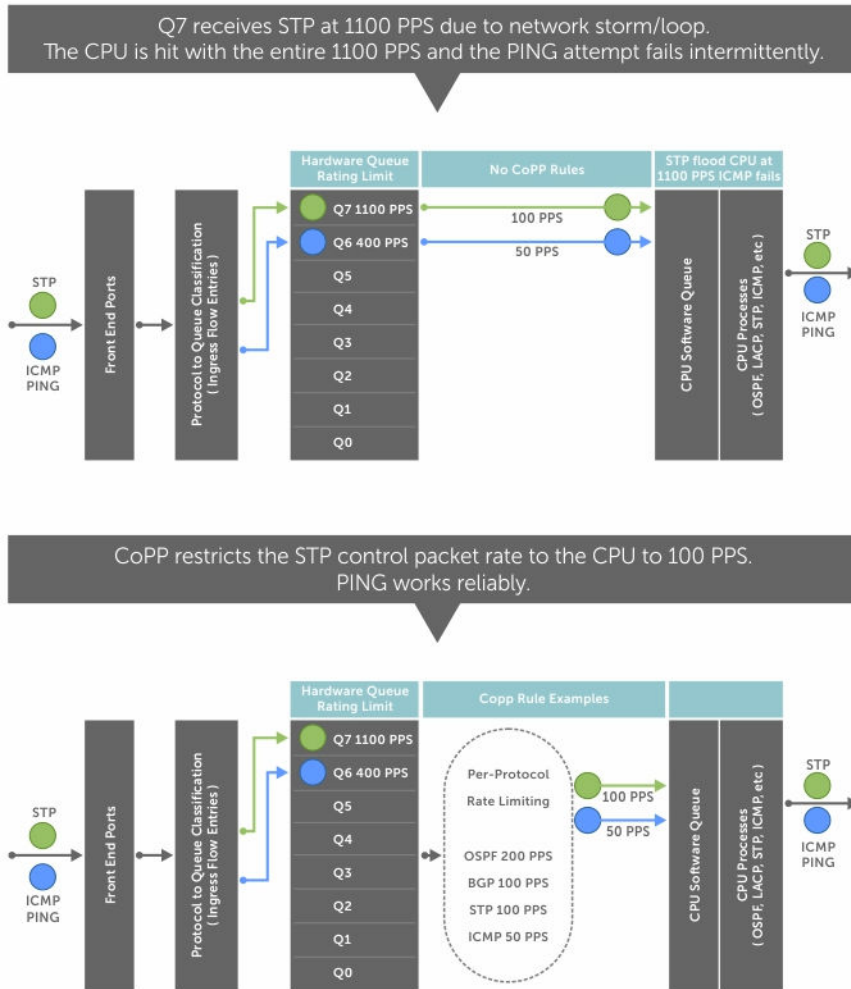 Q7 receives STP at 1100 PPS due to network storm/loop.
The CPU is hit with the entire 1100 PPS and the PING attempt fails intermittently.
Hardware Queue
Rating Limit
No CoPP Rules
STP flood CPU at
1100 PPS ICMP fails
STP
ICMP
PING
Front End Ports
Protocol to Queue Classification
( Ingress Flow Entries )
Q7 1100 PPS
Q6 400 PPS
Q5
Q4
Q3
Q2
Q1
Q0
100 PPS
50 PPS
CPU Software Queue
CPU Processes
( OSPF, LACP, STP, ICMP, etc )
STP
ICMP
PING
CoPP restricts the STP control packet rate to the CPU to 100 PPS.
PING works reliably.
Hardware Queue
Rating Limit
Copp Rule Examples
STP
ICMP
PING
Front End Ports
Protocol to Queue Classification
( Ingress Flow Entries )
Q7 1100 PPS
Q6 400 PPS
Q5
Q4
Q3
Q2
Q1
Q0
Per-Protocol
Rate Limiting
OSPF 200 PPS
BGP 100 PPS
STP 100 PPS
ICMP 50 PPS
100 PPS
50 PPS
CPU Software Queue
CPU Processes
( OSPF, LACP, STP, ICMP, etc )
STP
ICMP
PING